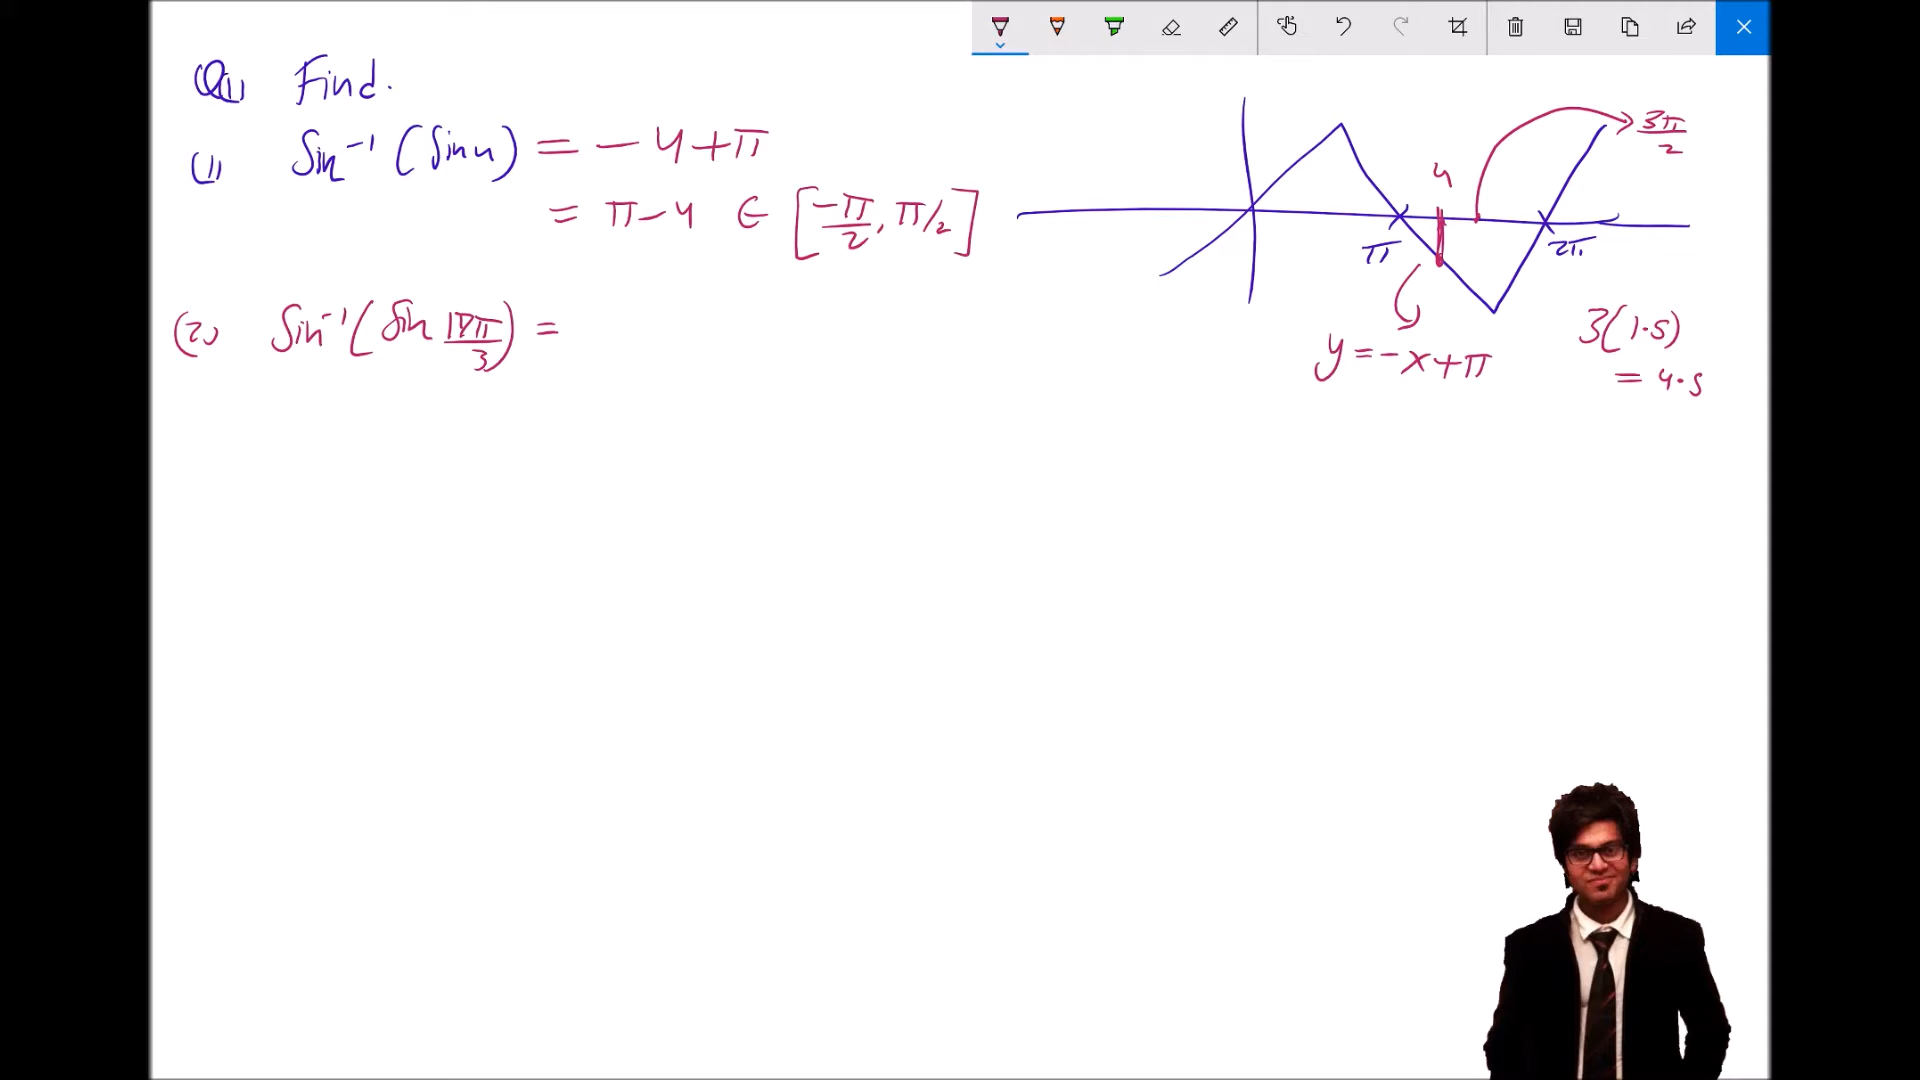 Q1) Find.
(1) Sin⁻¹ (Sin 4) = - 4 + π
= π - 4 ∈ [-π/2, π/2]
(2) Sin⁻¹ (Sin 17π/3) =
3π/2
4
π
2π
y = -x + π
3(1.5)
= 4.5